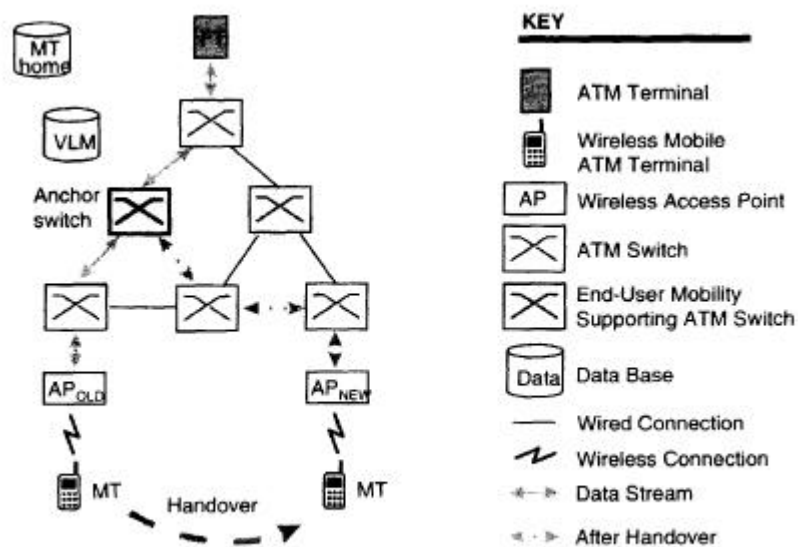 MT
home
VLM
Anchor
switch
AP_OLD
AP_NEW
MT
Handover
MT
KEY
ATM Terminal
Wireless Mobile
ATM Terminal
AP
Wireless Access Point
ATM Switch
End-User Mobility
Supporting ATM Switch
Data
Data Base
Wired Connection
Wireless Connection
Data Stream
After Handover